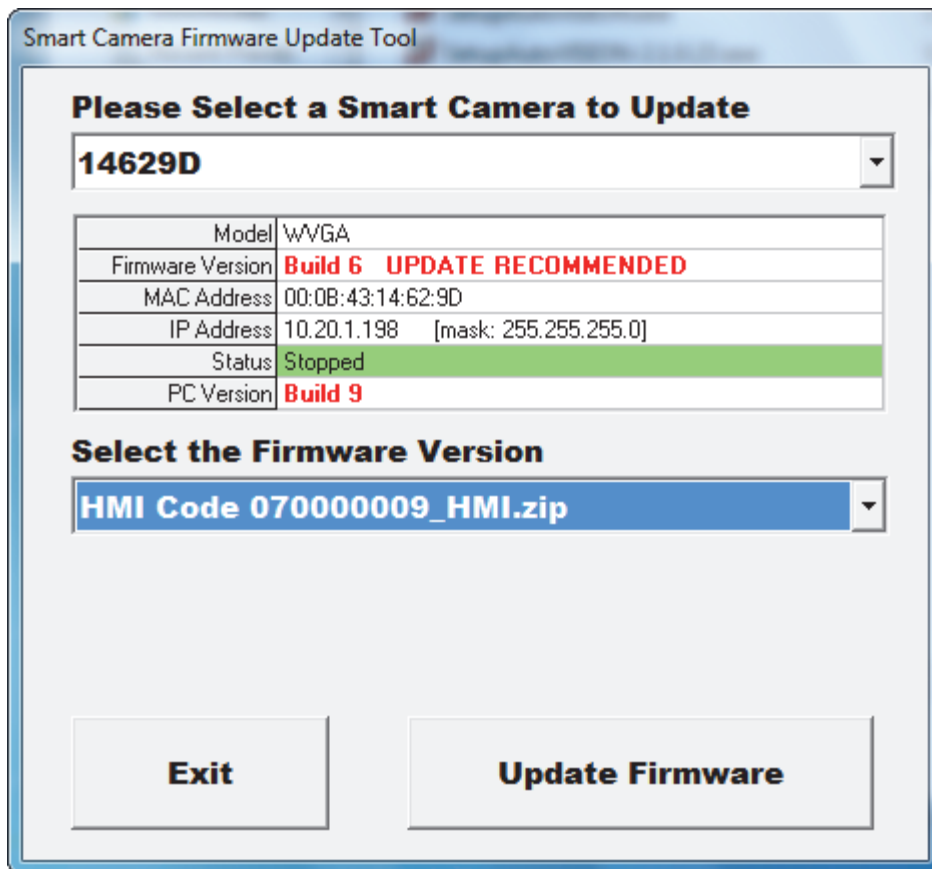 Smart Camera Firmware Update Tool
Please Select a Smart Camera to Update
14629D
Model WVGA
Firmware Version Build 6 UPDATE RECOMMENDED
MAC Address 00:0B:43:14:62:9D
IP Address 10.20.1.198 [mask: 255.255.255.0]
Status Stopped
PC Version Build 9
Select the Firmware Version
HMI Code 070000009_HMI.zip
Exit Update Firmware